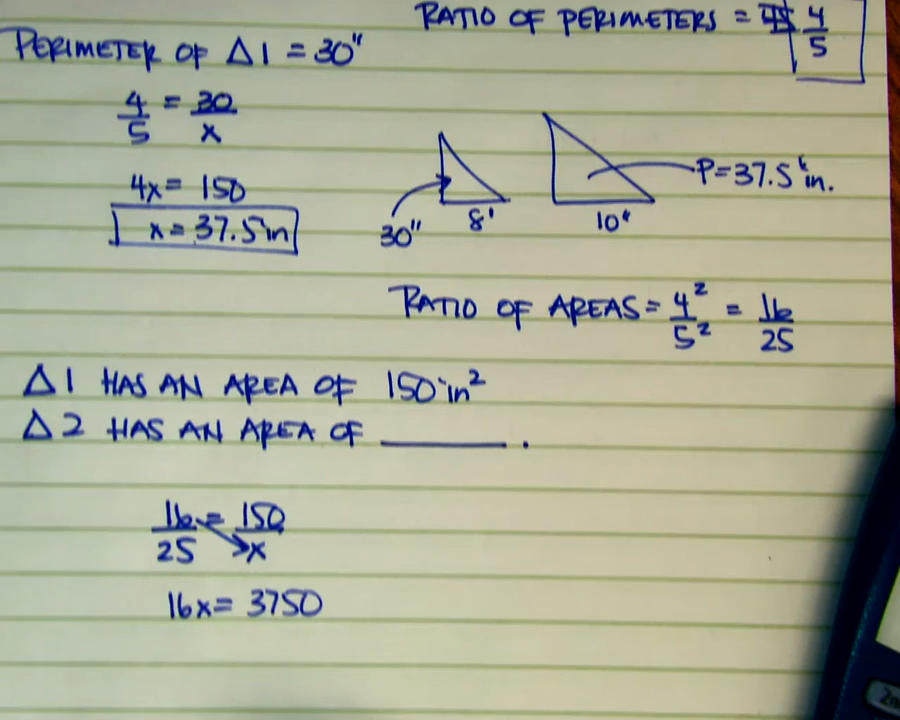 RATIO OF PERIMETERS = 4/5
PERIMETER OF Δ1 = 30"
4/5 = 30/x
4x = 150
x = 37.5 in
30"
8'
10"
P = 37.5 in.
RATIO OF AREAS = 4²/5² = 16/25
Δ1 HAS AN AREA OF 150 in²
Δ2 HAS AN AREA OF ________ .
16/25 = 150/x
16x = 3750